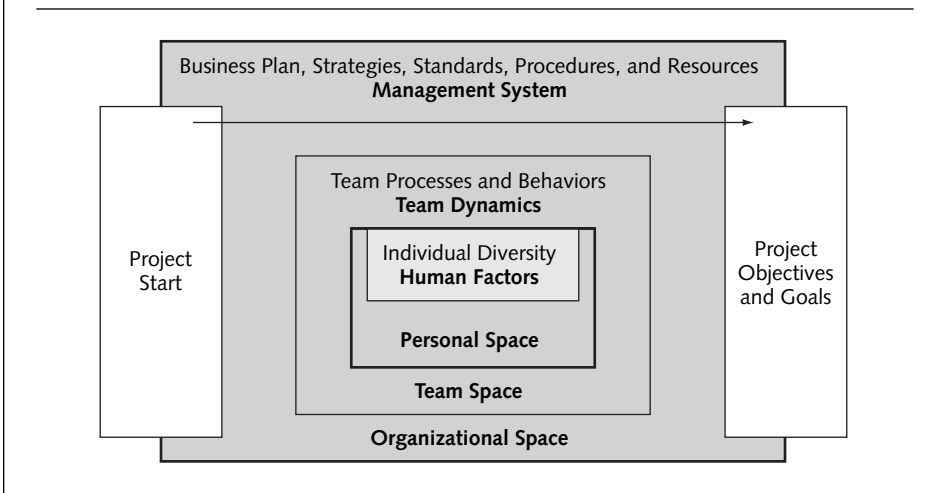 Business Plan, Strategies, Standards, Procedures, and Resources
Management System
Team Processes and Behaviors
Team Dynamics
Individual Diversity
Human Factors
Project
Start
Project
Objectives
and Goals
Personal Space
Team Space
Organizational Space